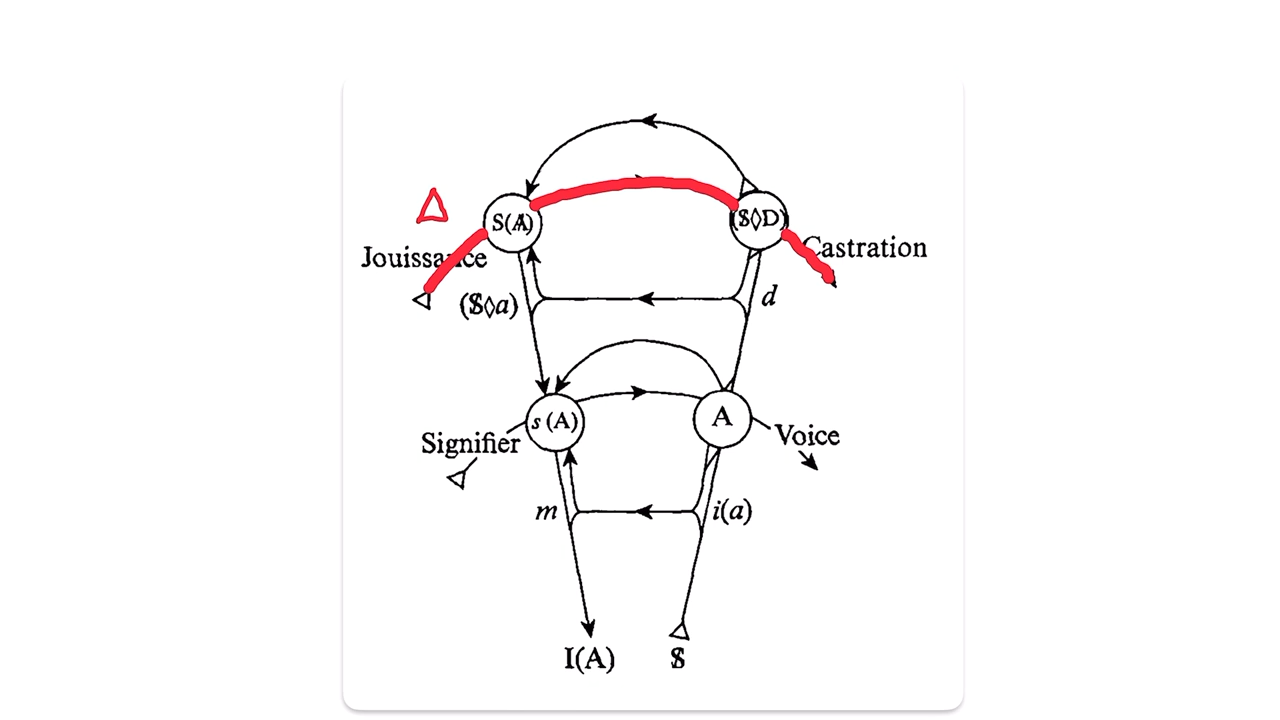 S(Ⱥ)
($◊D)
Jouissance
Castration
($◊a)
d
s(A)
A
Signifier
Voice
m
i(a)
I(A)
$